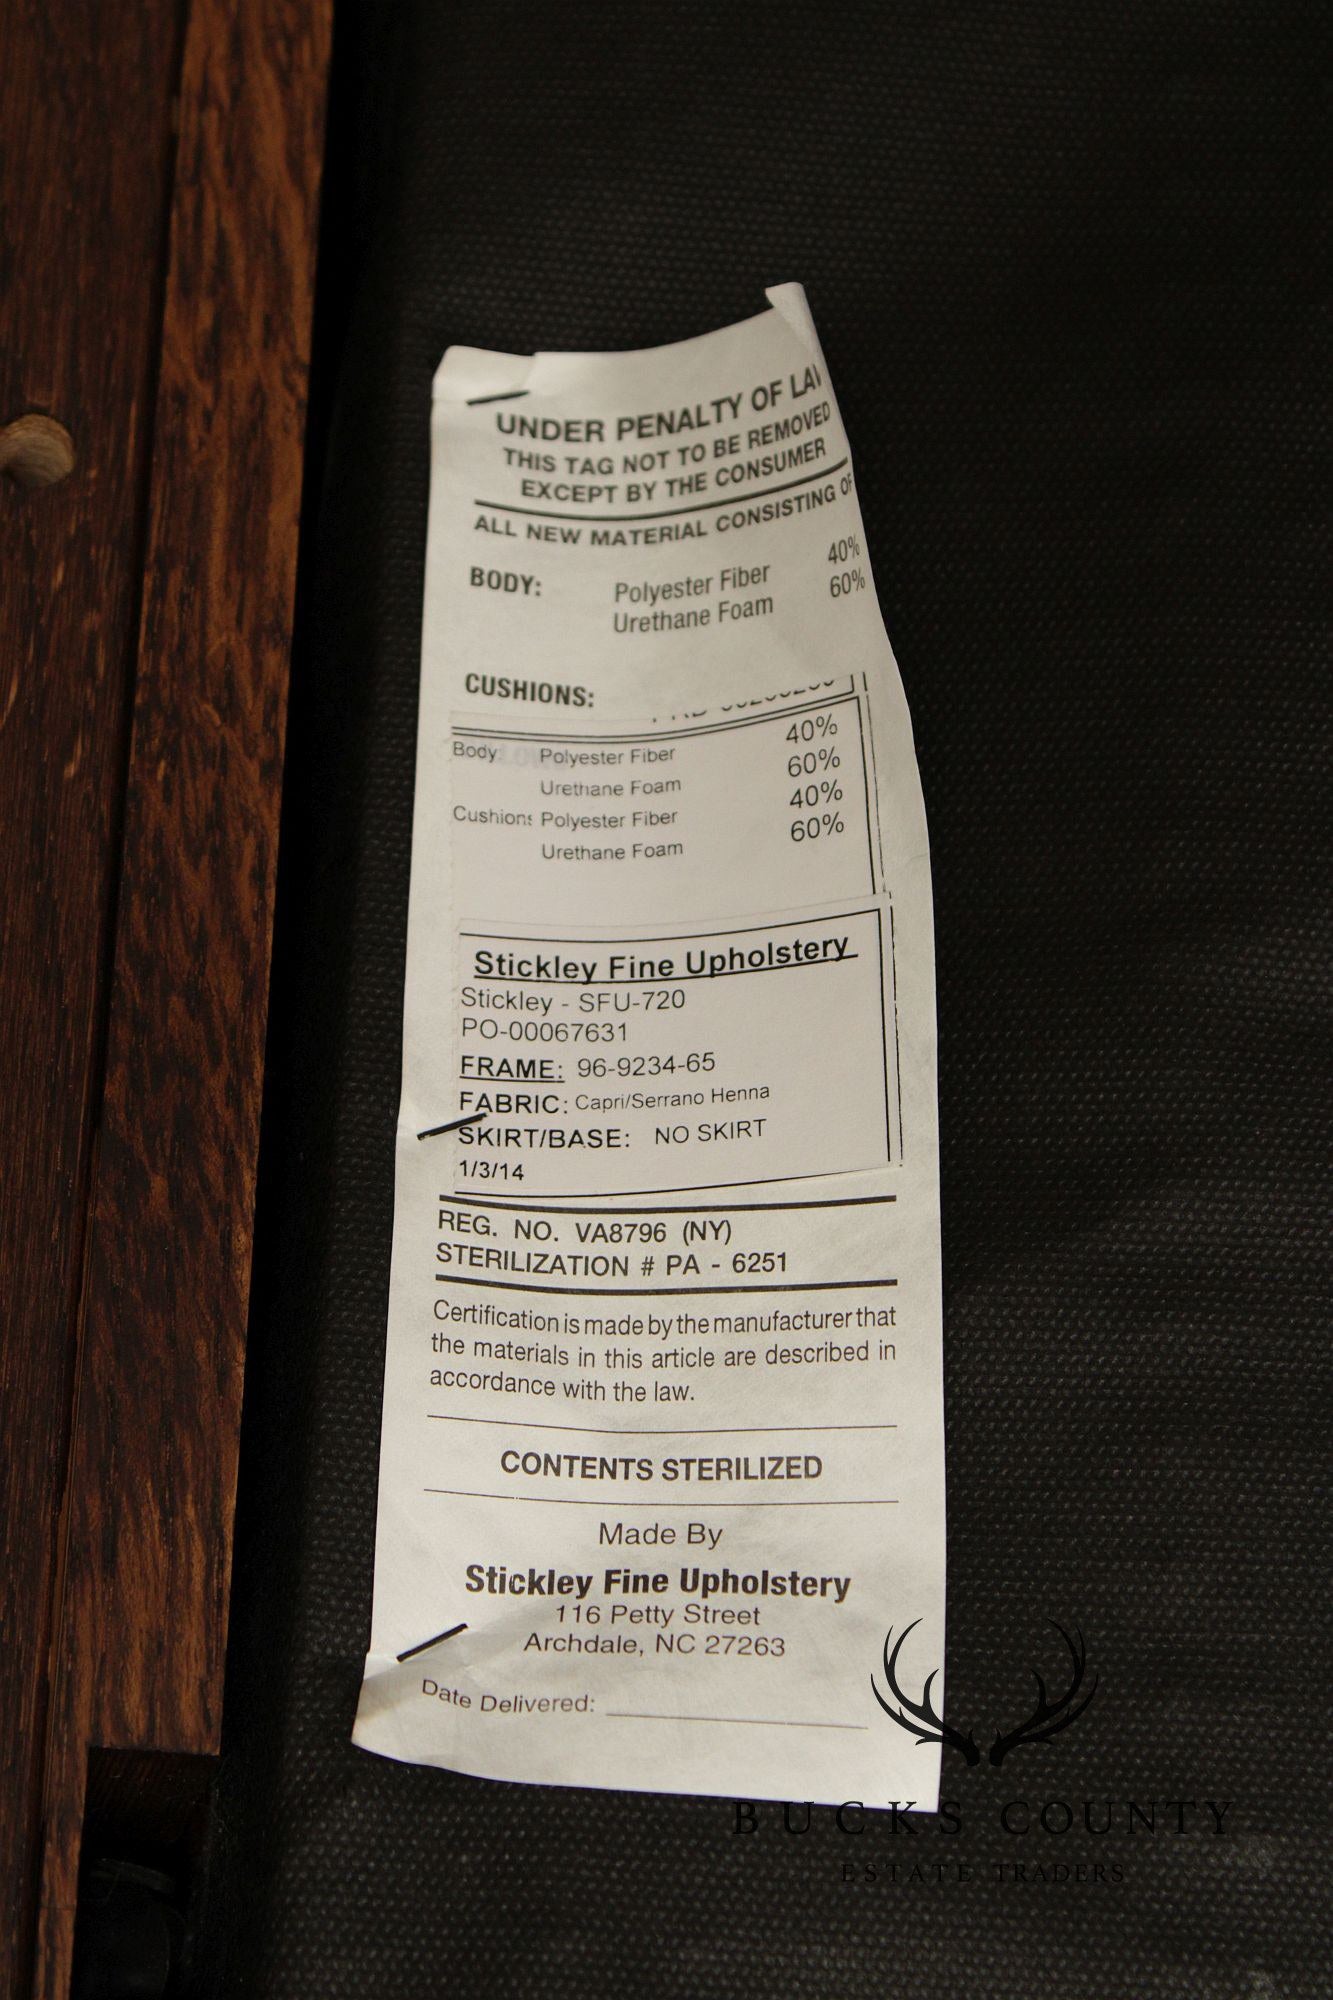 UNDER PENALTY OF LAW
THIS TAG NOT TO BE REMOVED
EXCEPT BY THE CONSUMER
ALL NEW MATERIAL CONSISTING OF
BODY: Polyester Fiber 40%
Urethane Foam 60%
CUSHIONS:
Body Polyester Fiber 40%
Urethane Foam 60%
Cushions Polyester Fiber 40%
Urethane Foam 60%
Stickley Fine Upholstery
Stickley - SFU-720
PO-00067631
FRAME: 96-9234-65
FABRIC: Capri/Serrano Henna
SKIRT/BASE: NO SKIRT
1/3/14
REG. NO. VA8796 (NY)
STERILIZATION # PA - 6251
Certification is made by the manufacturer that
the materials in this article are described in
accordance with the law.
CONTENTS STERILIZED
Made By
Stickley Fine Upholstery
116 Petty Street
Archdale, NC 27263
Date Delivered:
BUCKS COUNTY
ESTATE TRADERS